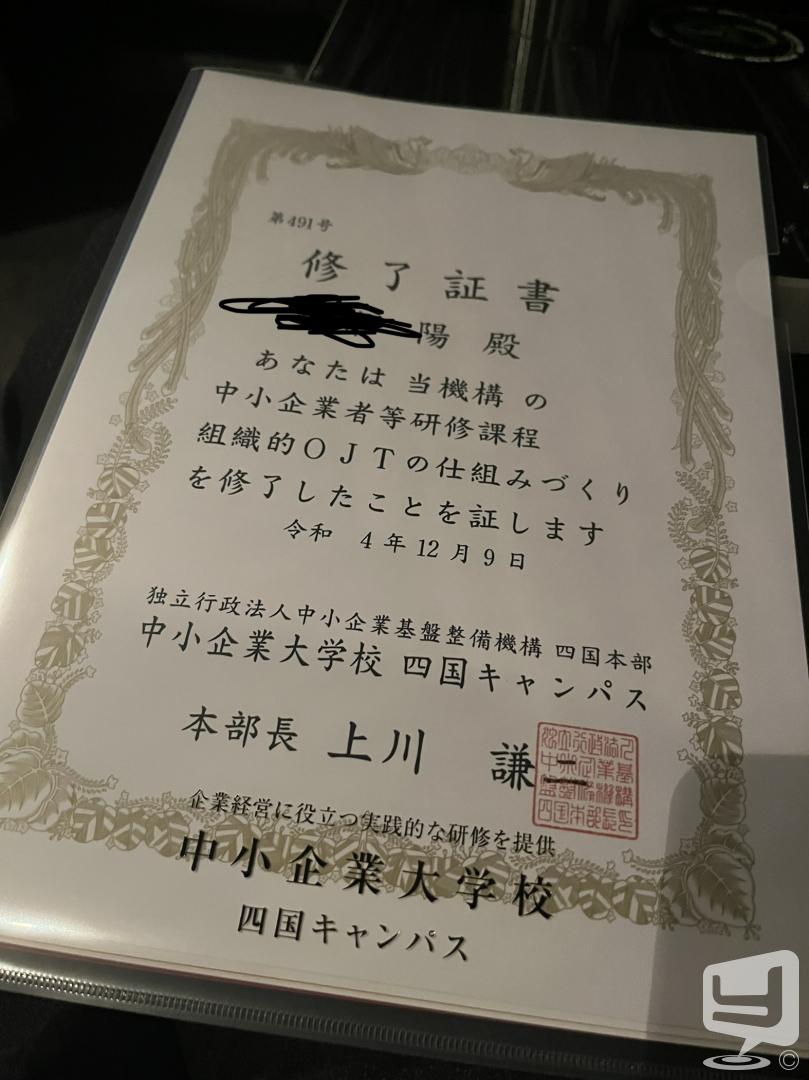 第491号
修了証書
陽 殿
あなたは 当機構 の
中小企業者等研修課程
組織的OJTの仕組みづくり
を修了したことを証します
令和 4年12月9日
独立行政法人中小企業基盤整備機構 四国本部
中小企業大学校 四国キャンパス
本部長 上川 謙二
企業経営に役立つ実践的な研修を提供
中小企業大学校
四国キャンパス
©